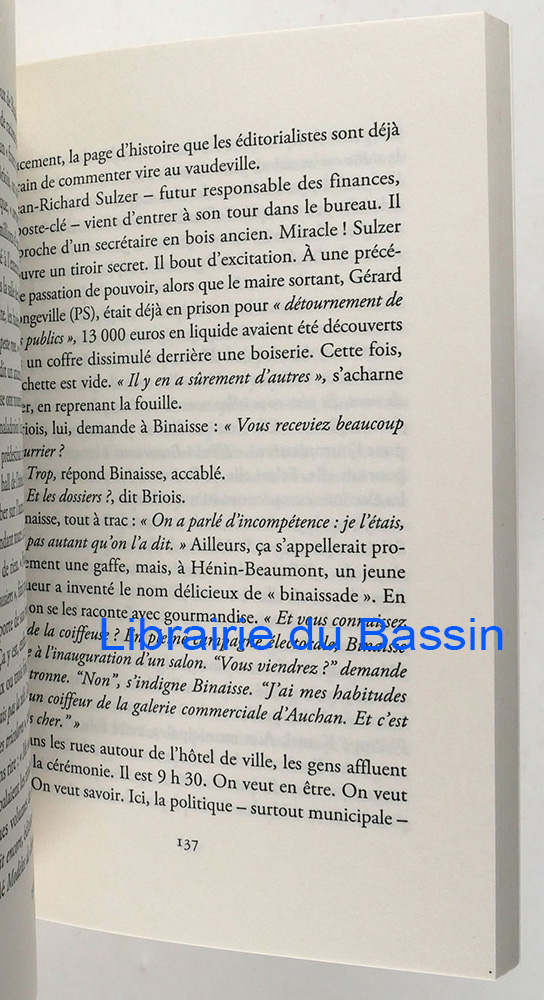 acement, la page d'histoire que les éditorialistes sont déjà
rain de commenter vire au vaudeville.
an-Richard Sulzer – futur responsable des finances,
poste-clé – vient d'entrer à son tour dans le bureau. Il
proche d'un secrétaire en bois ancien. Miracle ! Sulzer
uvre un tiroir secret. Il bout d'excitation. À une précé-
e passation de pouvoir, alors que le maire sortant, Gérard
ongeville (PS), était déjà en prison pour « détournement de
s publics », 13 000 euros en liquide avaient été découverts
un coffre dissimulé derrière une boiserie. Cette fois,
chette est vide. « Il y en a sûrement d'autres », s'acharne
er, en reprenant la fouille.
riois, lui, demande à Binaisse : « Vous receviez beaucoup
urrier ?
Trop, répond Binaisse, accablé.
Et les dossiers ?, dit Briois.
naisse, tout à trac : « On a parlé d'incompétence : je l'étais,
pas autant qu'on l'a dit. » Ailleurs, ça s'appellerait pro-
ement une gaffe, mais, à Hénin-Beaumont, un jeune
ueur a inventé le nom délicieux de « binaissade ». En
on se les raconte avec gourmandise. « Et vous connaissez
de la coiffeuse ? En pleine campagne électorale, Binaisse
e à l'inauguration d'un salon. "Vous viendrez ?" demande
tronne. "Non", s'indigne Binaisse. "J'ai mes habitudes
un coiffeur de la galerie commerciale d'Auchan. Et c'est
s cher." »
ans les rues autour de l'hôtel de ville, les gens affluent
la cérémonie. Il est 9 h 30. On veut en être. On veut
On veut savoir. Ici, la politique – surtout municipale –
137
Librairie du Bassin